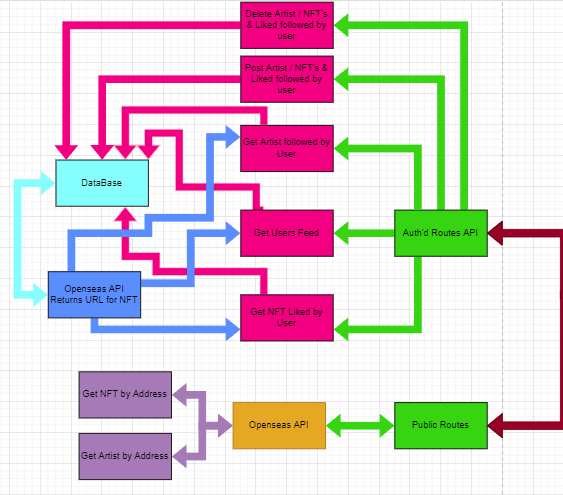 Delete Artist / NFT's
& Liked followed by
user
Post Artist / NFT's &
Liked followed by
user
Get Artist followed by
User
DataBase
Get Users Feed
Auth'd Routes API
Openseas API
Returns URL for NFT
Get NFT Liked by
User
Get NFT by Address
Openseas API
Public Routes
Get Artist by Address